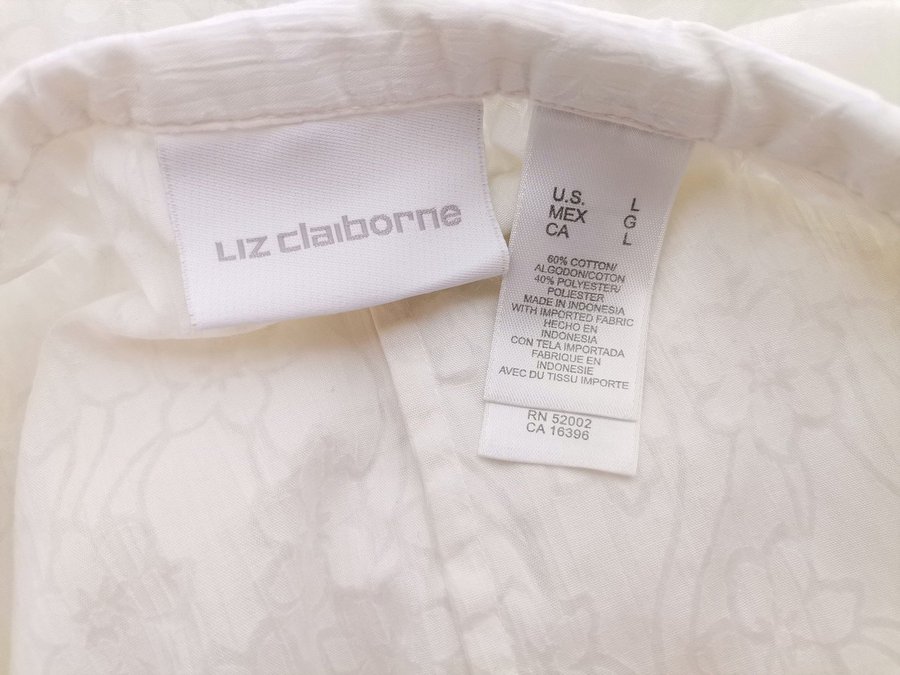 LIZ claIborne
U.S. L
MEX G
CA L
60% COTTON/
ALGODON/COTON
40% POLYESTER/
POLIESTER
MADE IN INDONESIA
WITH IMPORTED FABRIC
HECHO EN
INDONESIA
CON TELA IMPORTADA
FABRIQUE EN
INDONESIE
AVEC DU TISSU IMPORTE
RN 52002
CA 16396